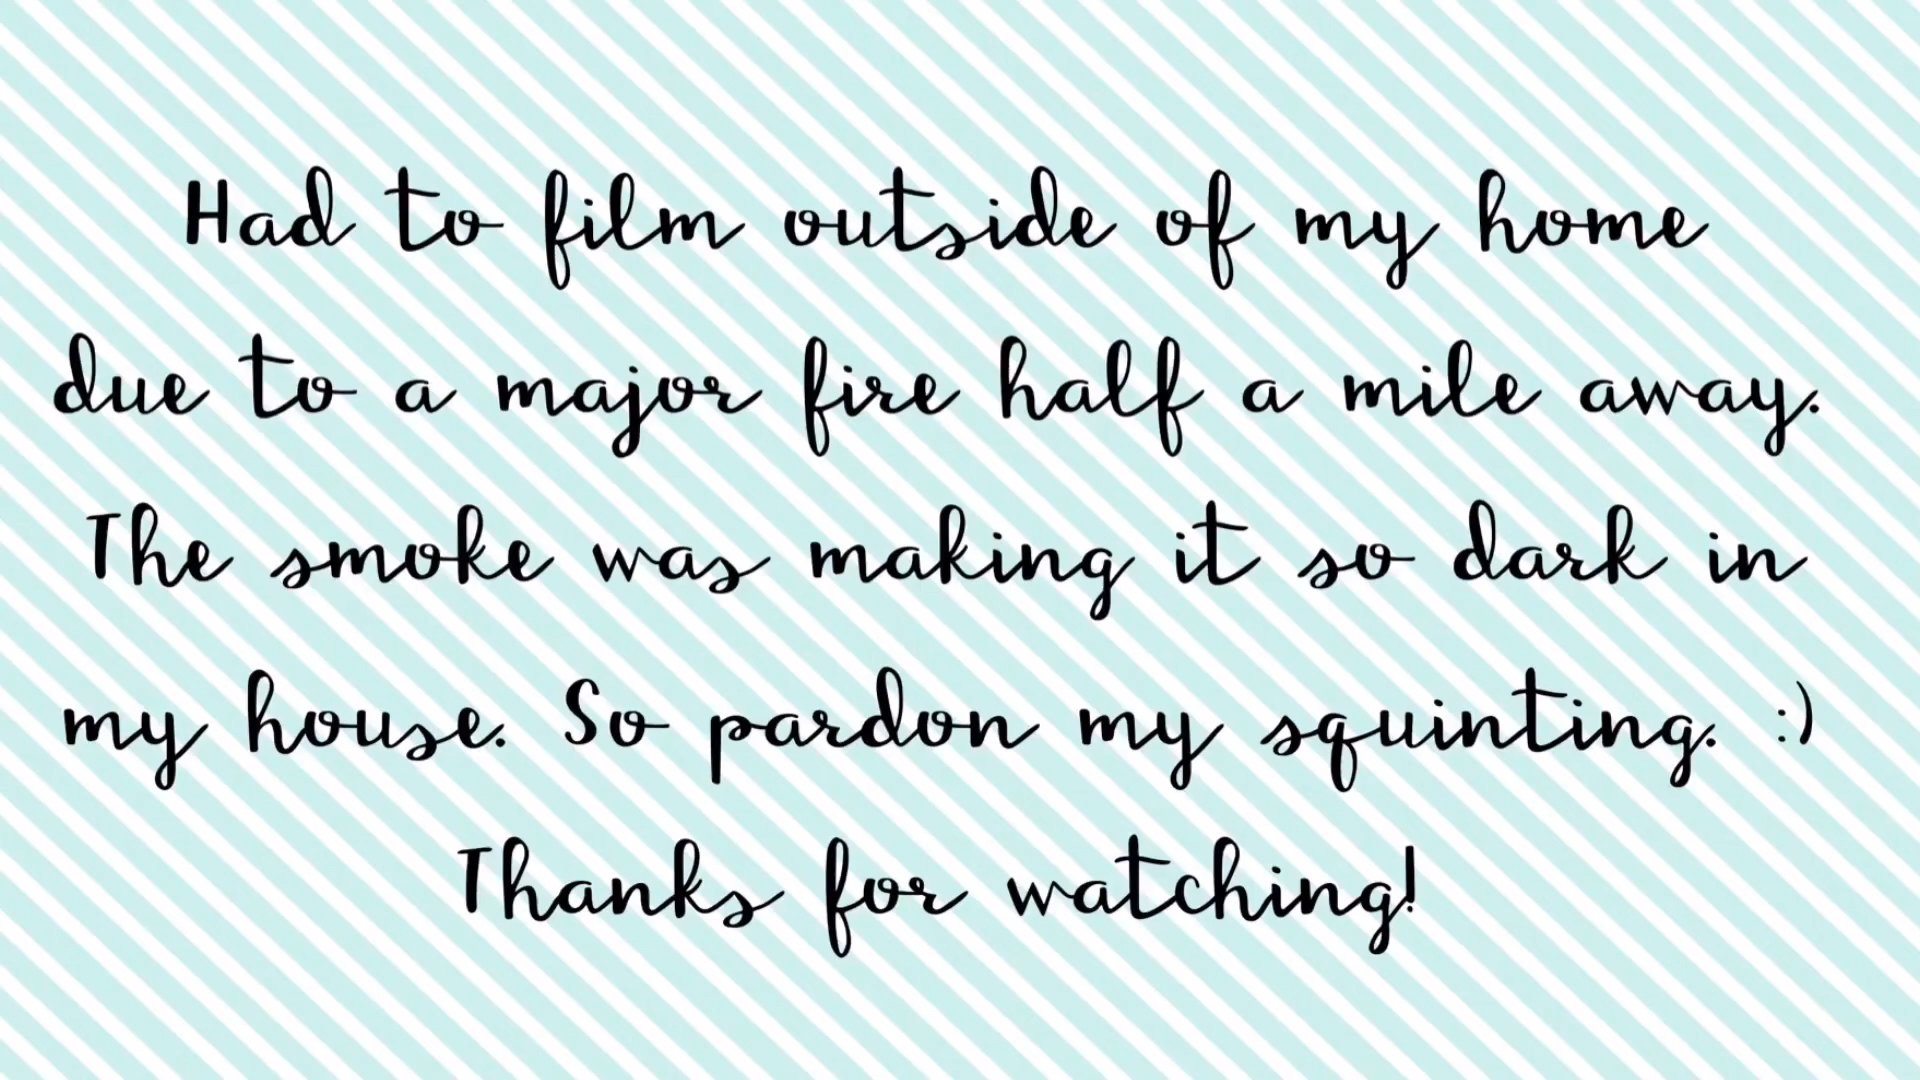 Had to film outside of my home
due to a major fire half a mile away.
The smoke was making it so dark in
my house. So pardon my squinting. :)
Thanks for watching!